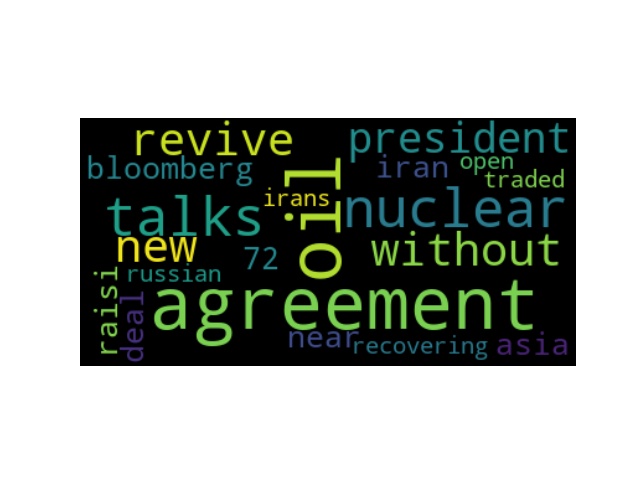 revive
president
bloomberg
iran
open
traded
irans
oil
talks
nuclear
new
without
72
russian
raisi
deal
agreement
near
recovering
asia